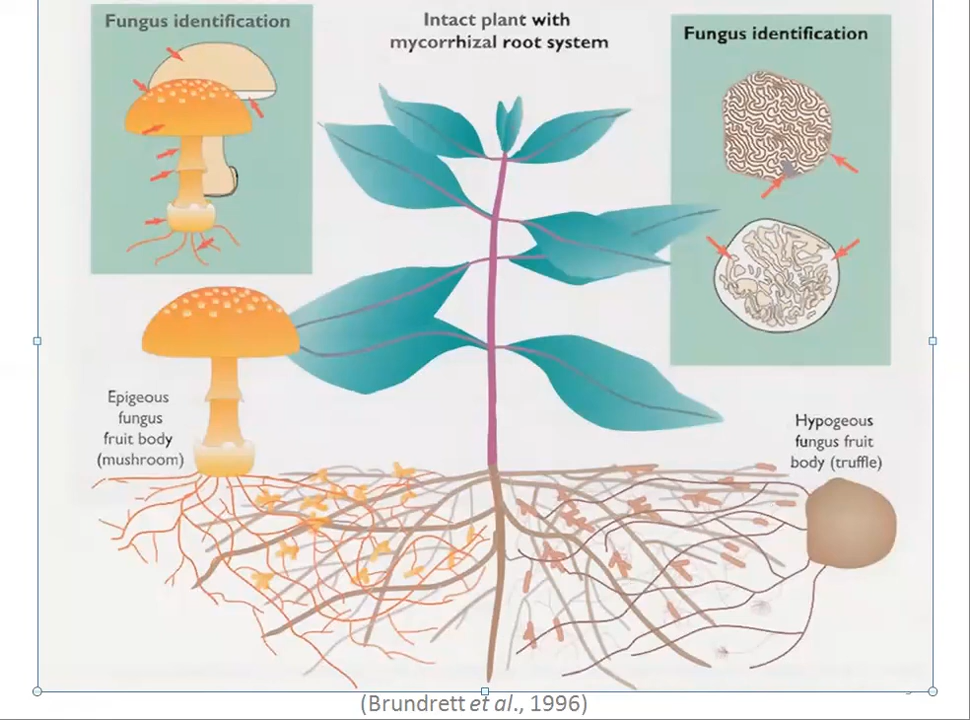 Fungus identification
Intact plant with
mycorrhizal root system
Fungus identification
Epigeous
fungus
fruit body
(mushroom)
Hypogeous
fungus fruit
body (truffle)
(Brundrett et al., 1996)